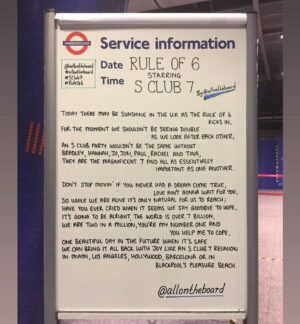 UNDERGROUND
Service information
Date RULE OF 6
STARRING
Time S CLUB 7
@allontheboard
#allontheboard
#SClub7
#RuleOf6
By @allontheboard
TODAY THERE MAY BE SUNSHINE IN THE U.K AS THE RULE OF 6
KICKS IN,
FOR THE MOMENT WE SHOULDN'T BE SEEING DOUBLE
AS WE LOOK AFTER EACH OTHER,
AN S CLUB PARTY WOULDN'T BE THE SAME WITHOUT
BRADLEY, HANNAH, JO, JON, PAUL, RACHEL AND TINA,
THEY ARE THE MAGNIFICENT 7 AND ALL AS ESSENTIALLY
IMPORTANT AS ONE ANOTHER.
DON'T STOP MOVIN' IF YOU NEVER HAD A DREAM COME TRUE,
LOVE AIN'T GONNA WAIT FOR YOU,
SO WHILE WE ARE ALIVE IT'S ONLY NATURAL FOR US TO REACH;
HAVE YOU EVER CRIED WHEN IT SEEMS WE SAY GOODBYE TO HOPE,
IT'S GOING TO BE ALRIGHT, THE WORLD IS OVER 7 BILLION,
WE ARE TWO IN A MILLION, YOU'RE MY NUMBER ONE AND
YOU HELP ME TO COPE,
ONE BEAUTIFUL DAY IN THE FUTURE WHEN IT'S SAFE
WE CAN BRING IT ALL BACK WITH JOY LIKE AN S CLUB 7 REUNION
IN MIAMI, LOS ANGELES, HOLLYWOOD, BARCELONA OR IN
BLACKPOOL'S PLEASURE BEACH.
@allontheboard